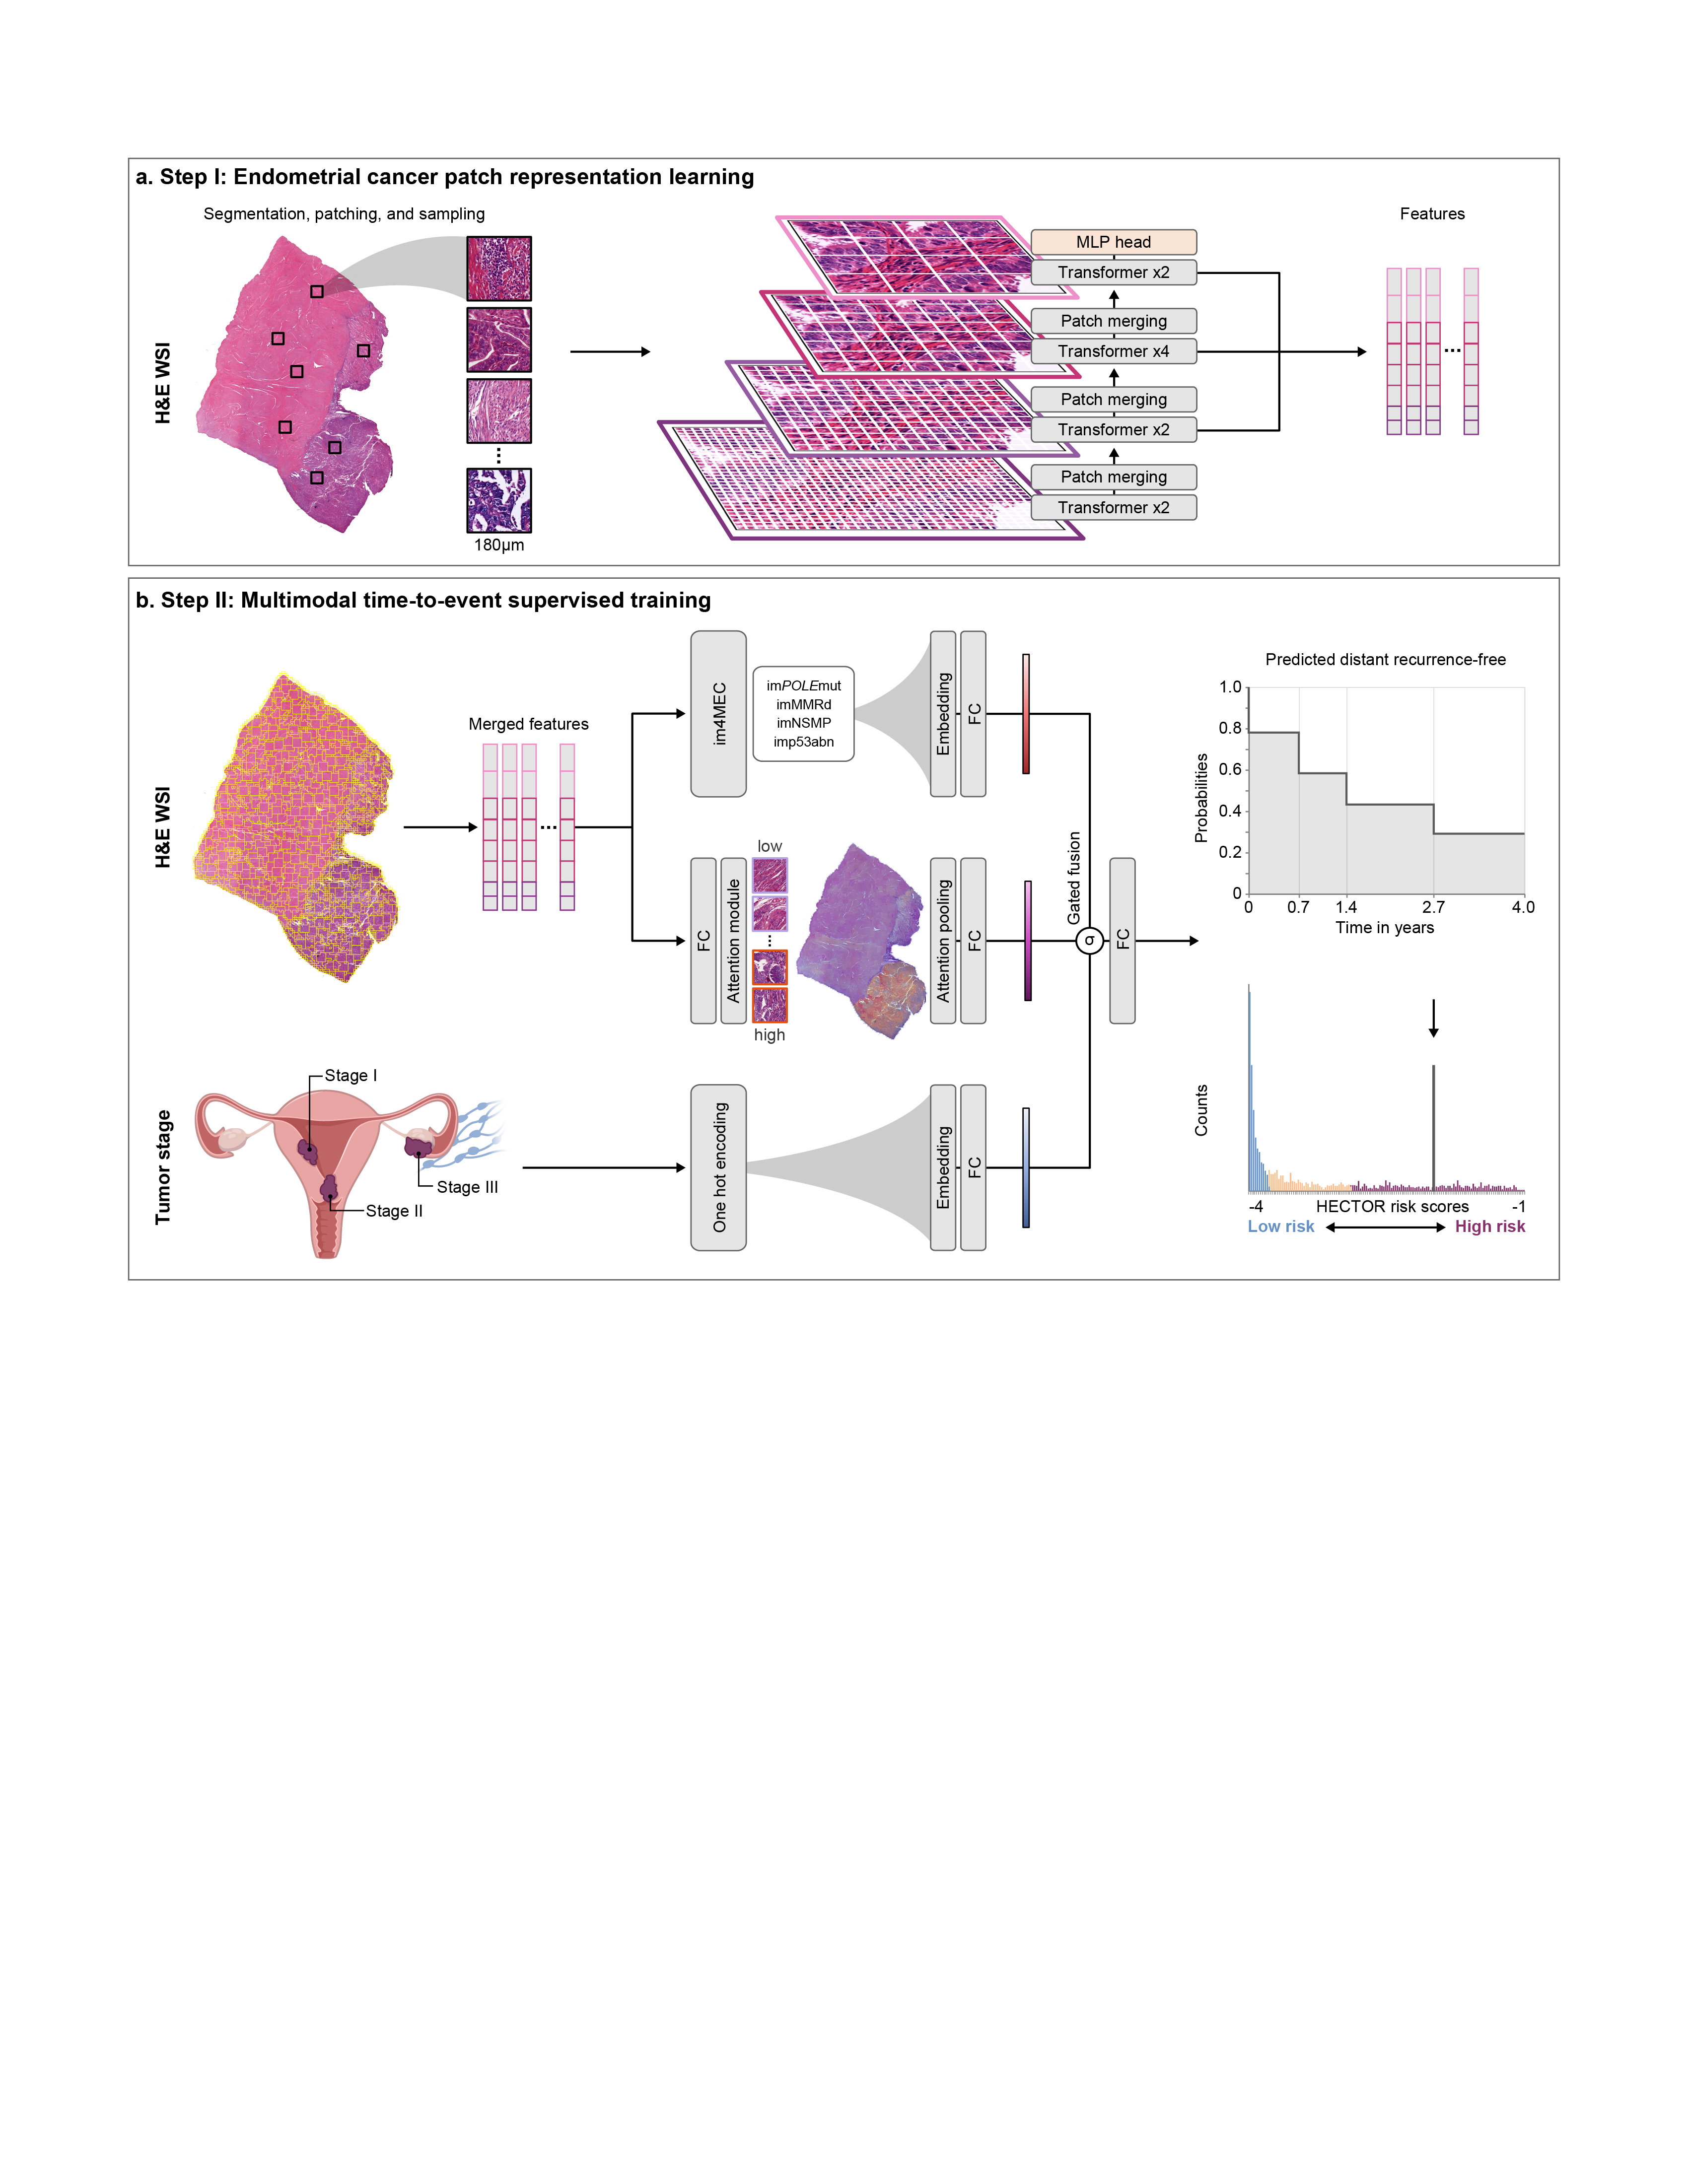 a. Step I: Endometrial cancer patch representation learning
Segmentation, patching, and sampling
H&E WSI
180µm
MLP head
Transformer x2
Patch merging
Transformer x4
Patch merging
Transformer x2
Patch merging
Transformer x2
Features
...
b. Step II: Multimodal time-to-event supervised training
H&E WSI
Merged features
...
im4MEC
imPOLEmut
imMMRd
imNSMP
imp53abn
Embedding
FC
FC
Attention module
low
high
Attention pooling
FC
Gated fusion
σ
FC
Tumor stage
Stage I
Stage II
Stage III
One hot encoding
Embedding
FC
Predicted distant recurrence-free
Probabilities
1.0
0.8
0.6
0.4
0.2
0
0 0.7 1.4 2.7 4.0
Time in years
Counts
-4 HECTOR risk scores -1
Low risk High risk